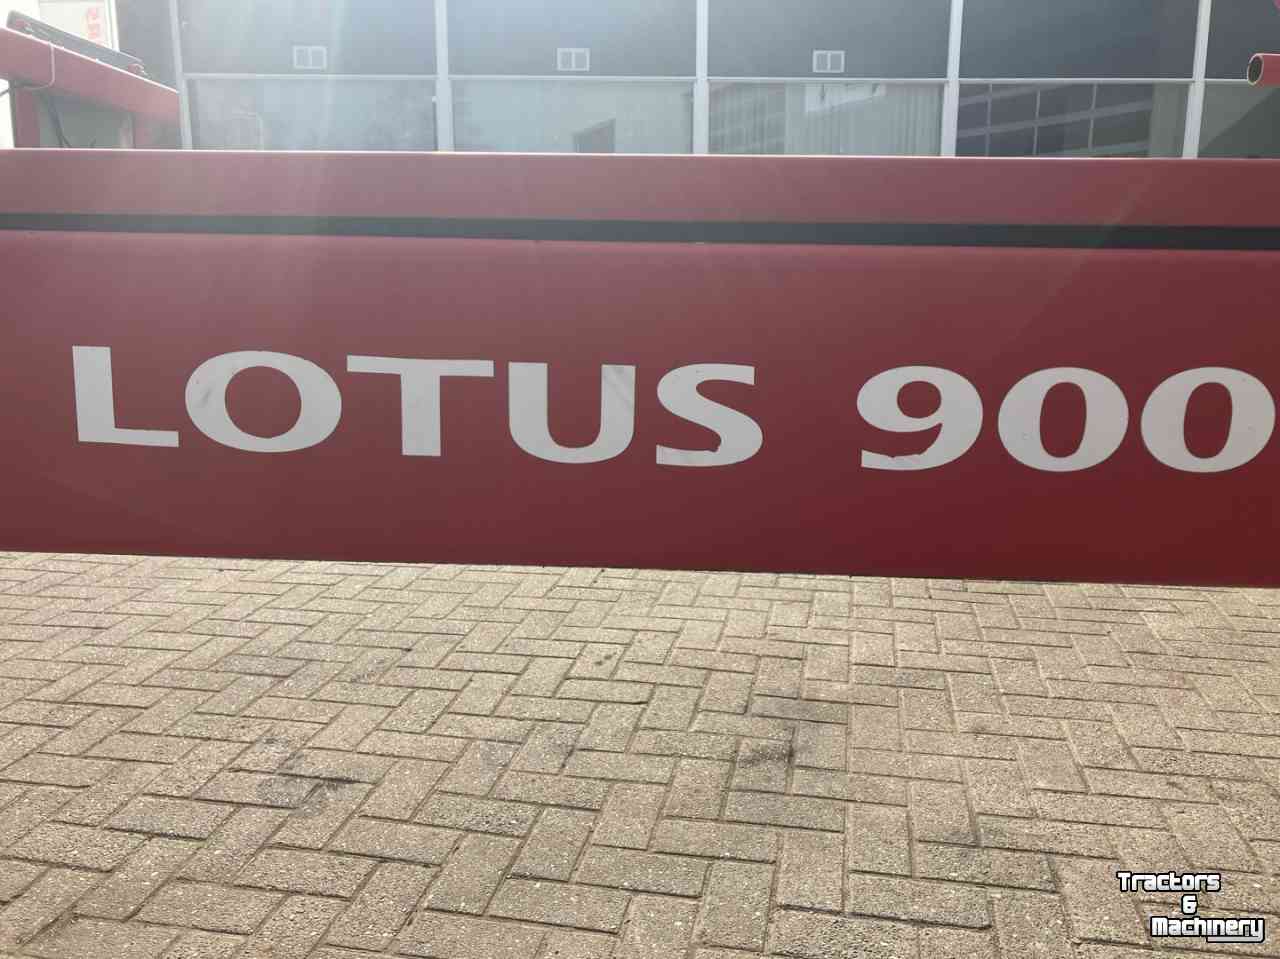 LOTUS 900
Tractors
&
Machinery